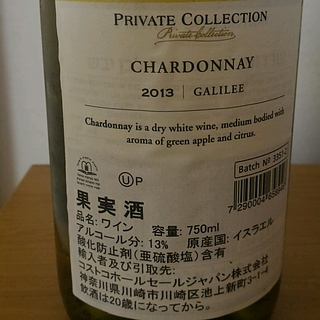 PRIVATE COLLECTION
Private Collection
CHARDONNAY
2013 | GALILEE
Chardonnay is a dry white wine, medium bodied with
aroma of green apple and citrus.
Batch Nº
U P
果実酒
品名: ワイン 容量: 750ml
アルコール分: 13% 原産国: イスラエル
酸化防止剤(亜硫酸塩)含有
輸入者及び引取先:
コストコホールセールジャパン株式会社
神奈川県川崎市川崎区池上新町3-1-4
飲酒は20歳になってから。